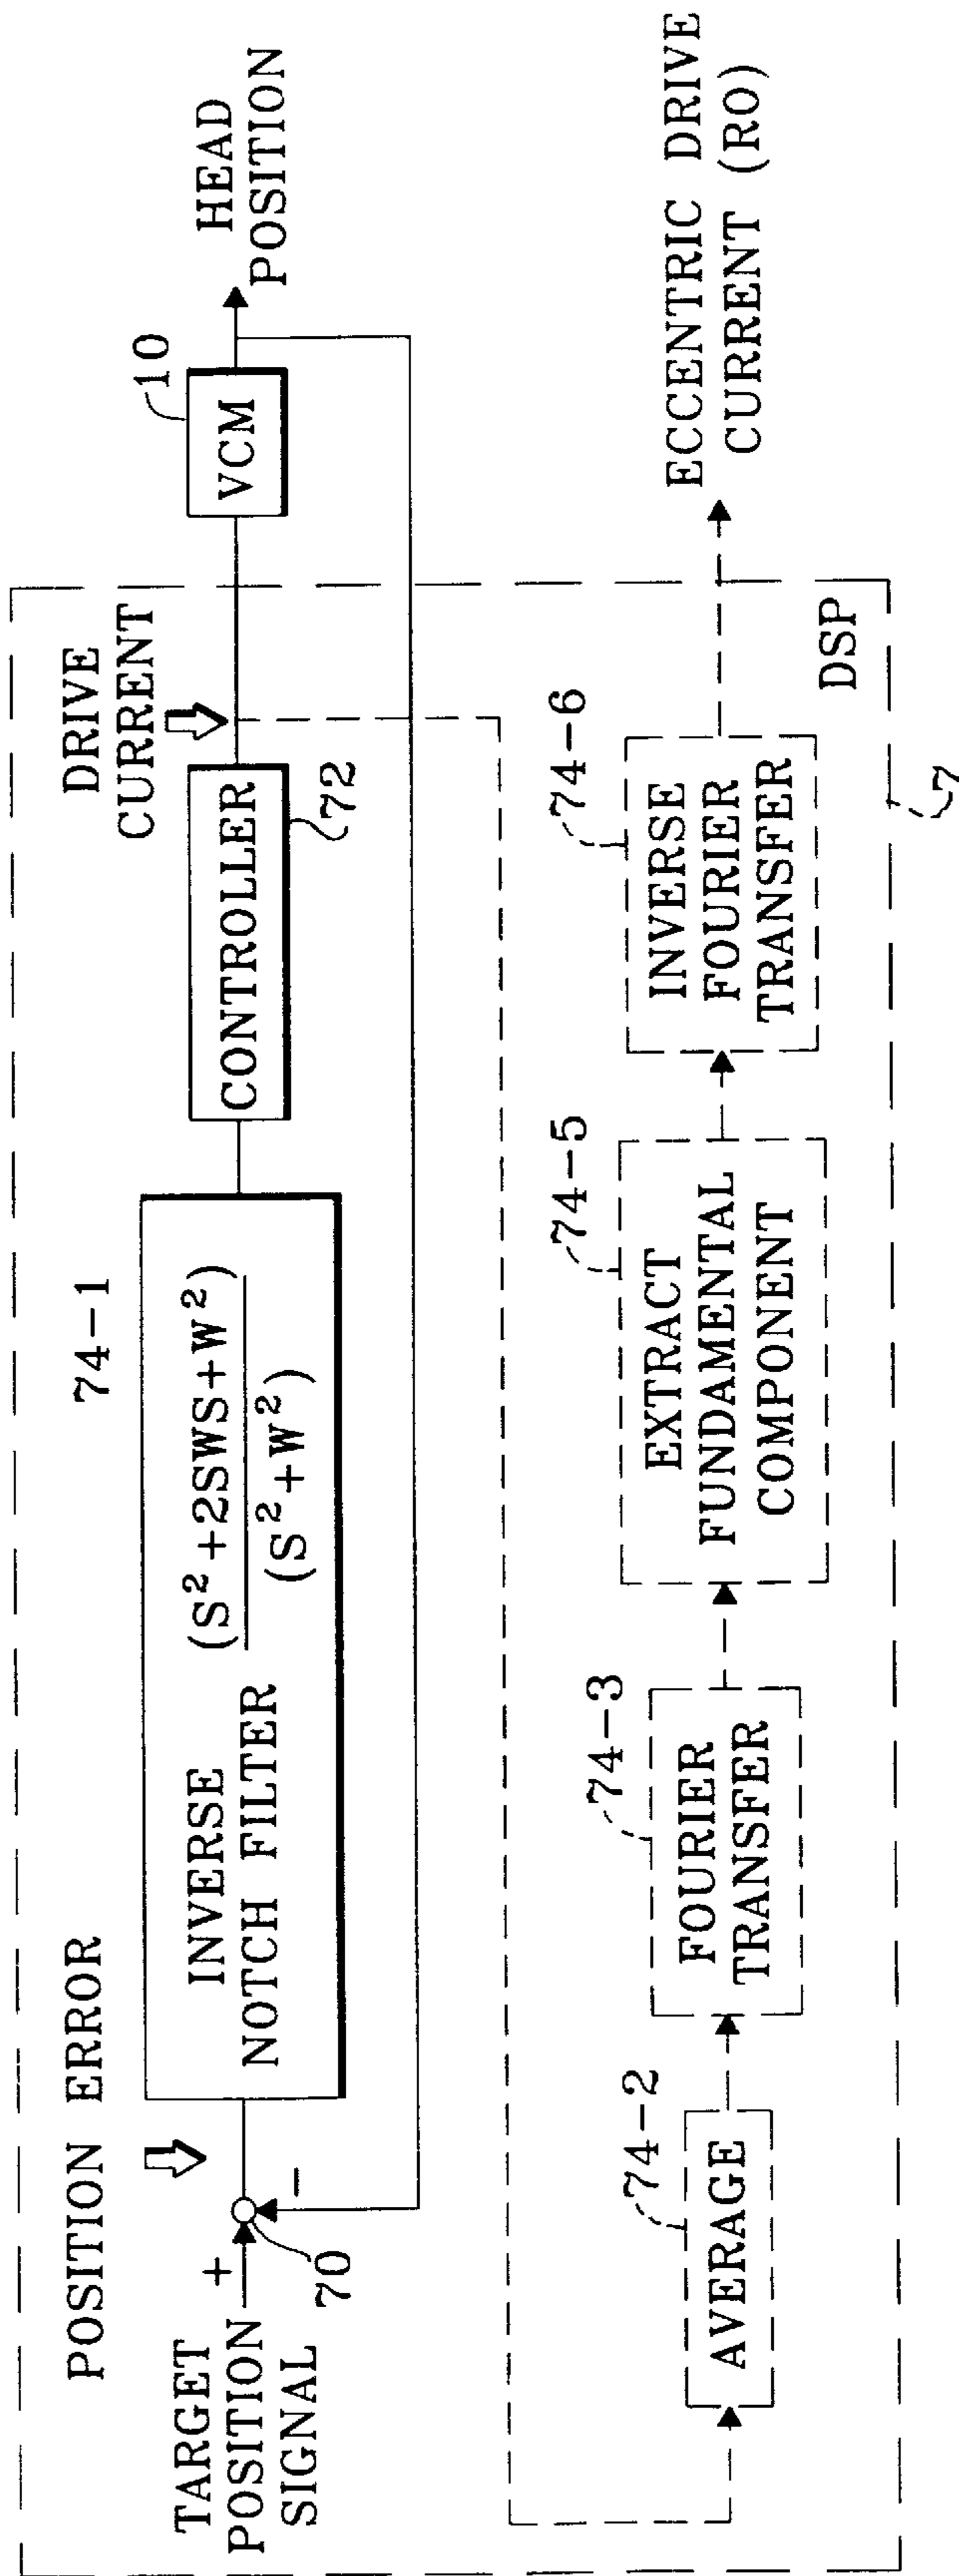 POSITION ERROR
TARGET
POSITION
SIGNAL
+
-
70
74-1
INVERSE
NOTCH FILTER
(S²+2SWS+W²)
(S²+W²)
CONTROLLER
72
DRIVE
CURRENT
VCM
10
HEAD
POSITION
74-2
AVERAGE
74-3
FOURIER
TRANSFER
74-5
EXTRACT
FUNDAMENTAL
COMPONENT
74-6
INVERSE
FOURIER
TRANSFER
ECCENTRIC DRIVE
CURRENT (RO)
DSP
7